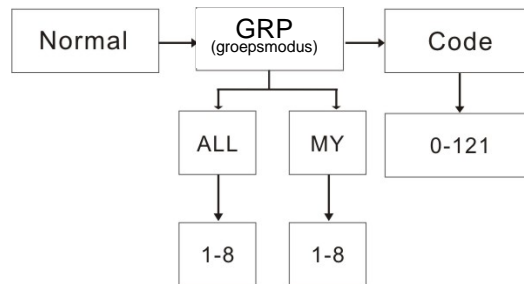 Normal
GRP
(groepsmodus)
Code
ALL
MY
0-121
1-8
1-8